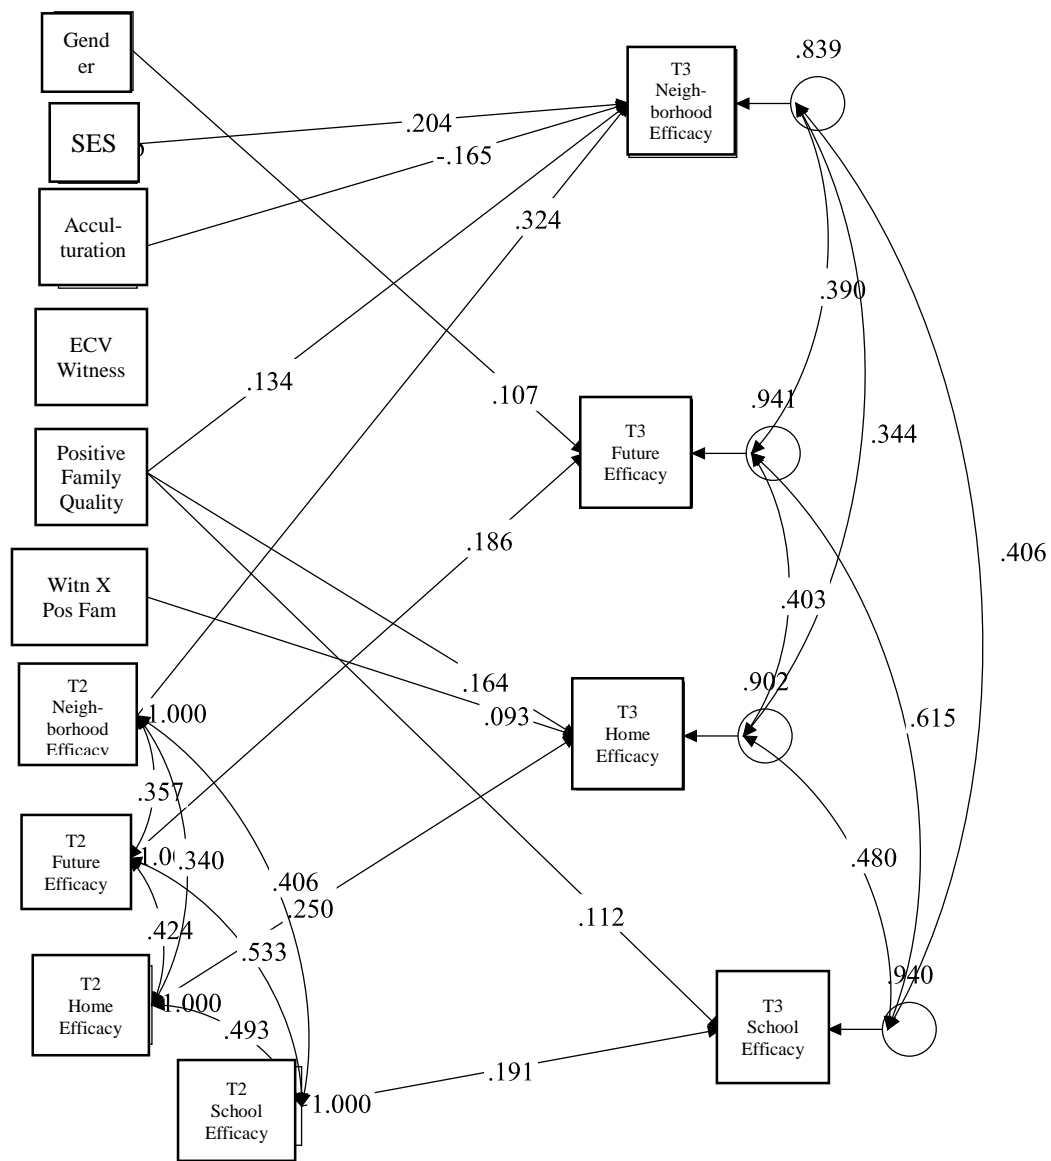 Gend
er
SES
Accul-
turation
ECV
Witness
Positive
Family
Quality
Witn X
Pos Fam
T2
Neigh-
borhood
Efficacy
T2
Future
Efficacy
T2
Home
Efficacy
T2
School
Efficacy
T3
Neigh-
borhood
Efficacy
T3
Future
Efficacy
T3
Home
Efficacy
T3
School
Efficacy
.839
.204
-.165
.324
.390
.134
.107
.941
.344
.186
.406
.403
.164
.093
.902
.615
1.000
.357
1.0
.340
.406
.250
.480
.424
.533
.112
.940
1.000
.493
.191
1.000